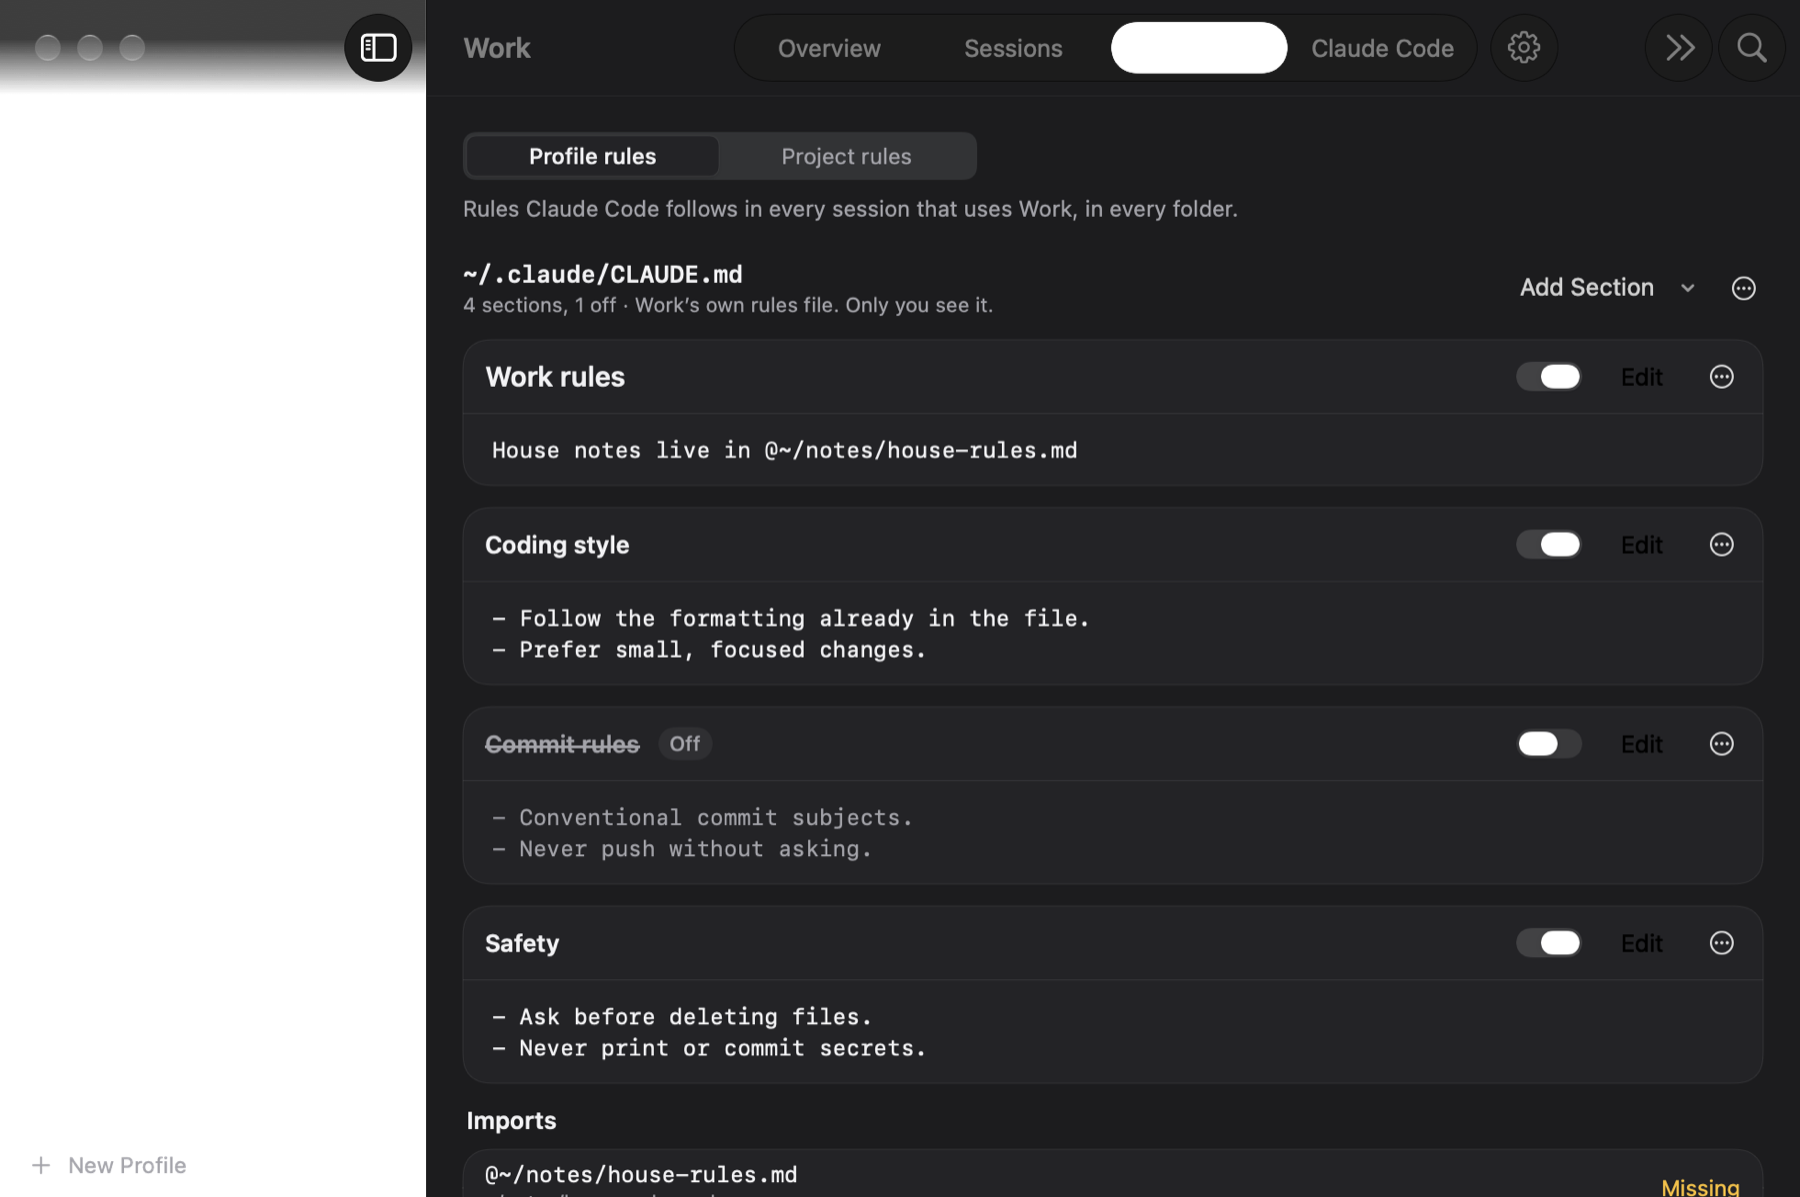 Work
Overview
Sessions
Claude Code
Profile rules
Project rules
Rules Claude Code follows in every session that uses Work, in every folder.
~/.claude/CLAUDE.md
4 sections, 1 off · Work’s own rules file. Only you see it.
Add Section
Work rules
Edit
House notes live in @~/notes/house-rules.md
Coding style
Edit
- Follow the formatting already in the file.
- Prefer small, focused changes.
Commit rules
Off
Edit
- Conventional commit subjects.
- Never push without asking.
Safety
Edit
- Ask before deleting files.
- Never print or commit secrets.
Imports
@~/notes/house-rules.md
Missing
+ New Profile